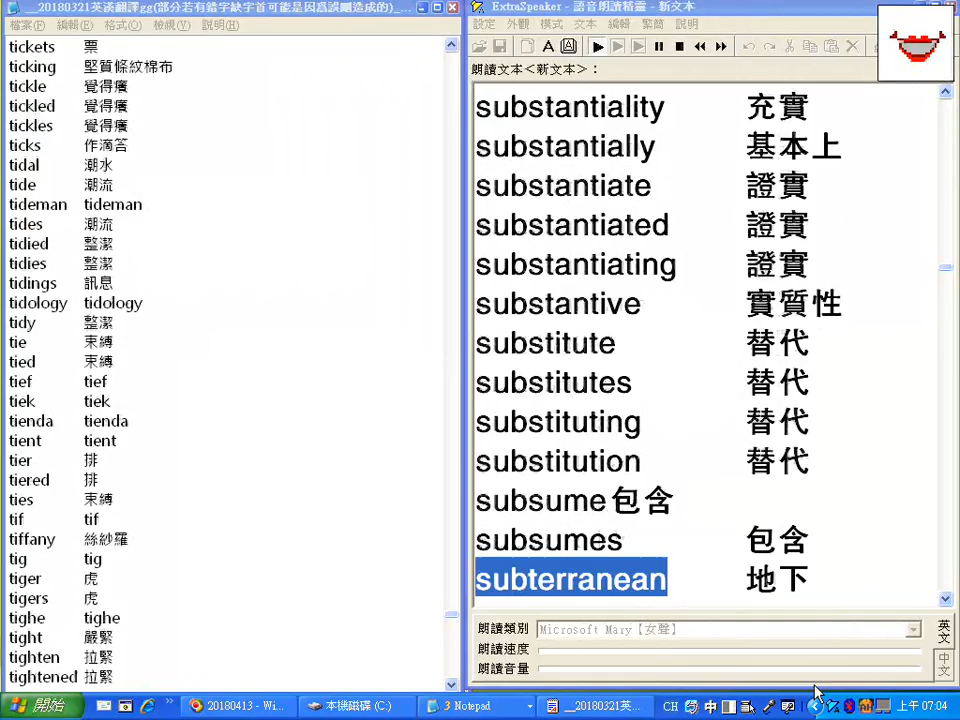 __20180321英漢翻譯gg(部分若有錯字缺字首可能是因為誤刪造成的)_...
檔案(F) 編輯(E) 格式(O) 檢視(V) 說明(H)
tickets 票
ticking 堅質條紋棉布
tickle 覺得癢
tickled 覺得癢
tickles 覺得癢
ticks 作滴答
tidal 潮水
tide 潮流
tideman tideman
tides 潮流
tidied 整潔
tidies 整潔
tidings 訊息
tidology tidology
tidy 整潔
tie 束縛
tied 束縛
tief tief
tiek tiek
tienda tienda
tient tient
tier 排
tiered 排
ties 束縛
tif tif
tiffany 絲紗羅
tig tig
tiger 虎
tigers 虎
tighe tighe
tight 嚴緊
tighten 拉緊
tightened 拉緊
ExtraSpeaker - 語音朗讀精靈 - 新文本
設定 外觀 模式 文本 編輯 繁簡 說明
朗讀文本<新文本>：
substantiality 充實
substantially 基本上
substantiate 證實
substantiated 證實
substantiating 證實
substantive 實質性
substitute 替代
substitutes 替代
substituting 替代
substitution 替代
subsume包含
subsumes 包含
subterranean 地下
朗讀類別 Microsoft Mary【女聲】
朗讀速度
朗讀音量
英文
中文
開始 20180413 - Wi... 本機磁碟 (C:) 3 Notepad __20180321英... CH 中 上午 07:04